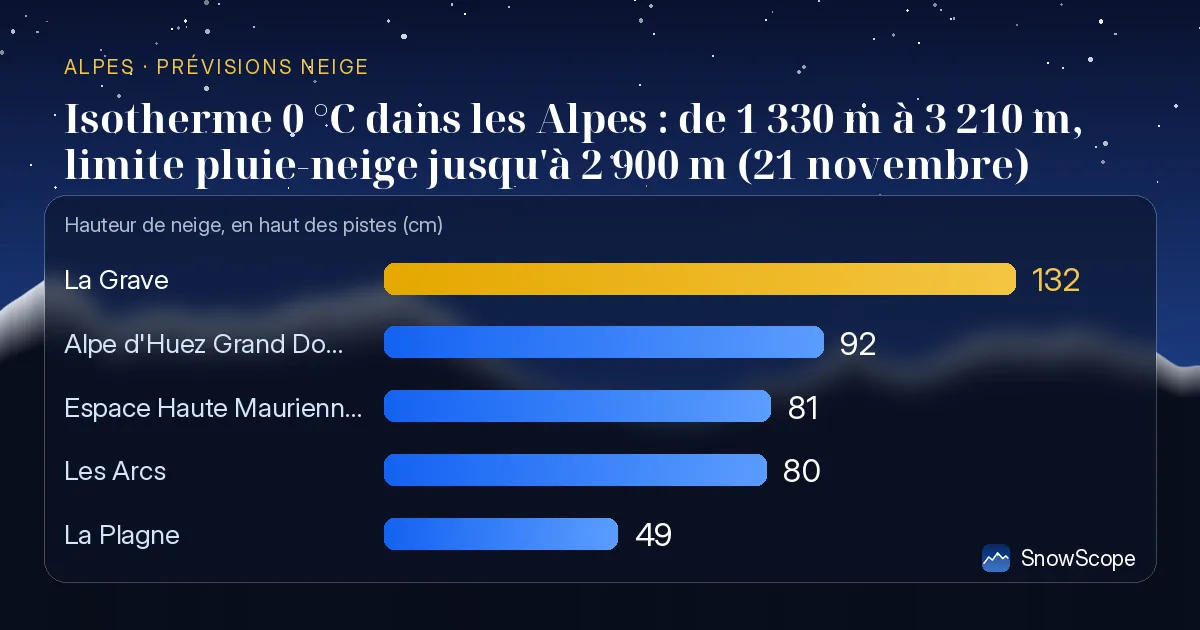 ALPES · PRÉVISIONS NEIGE
Isotherme 0 °C dans les Alpes : de 1 330 m à 3 210 m,
limite pluie-neige jusqu'à 2 900 m (21 novembre)
Hauteur de neige, en haut des pistes (cm)
La Grave 132
Alpe d'Huez Grand Do... 92
Espace Haute Maurienn... 81
Les Arcs 80
La Plagne 49
SnowScope